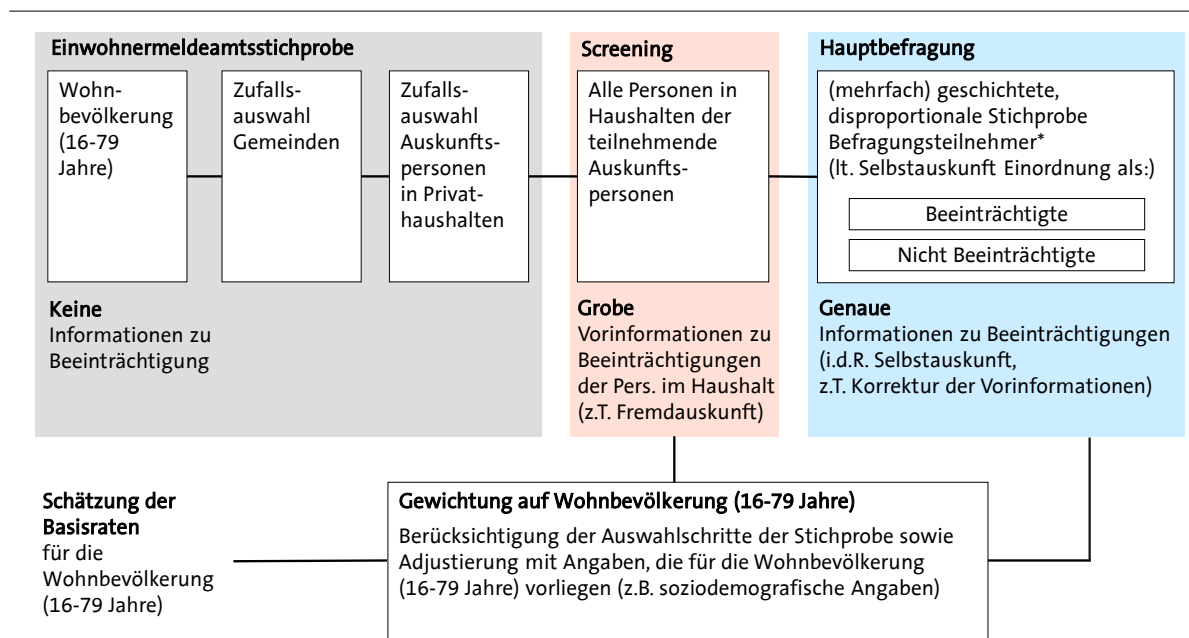 Einwohnermeldeamtsstichprobe
Wohn-
bevölkerung
(16-79
Jahre)
Zufalls-
auswahl
Gemeinden
Zufalls-
auswahl
Auskunfts-
personen
in Privat-
haushalten
Keine
Informationen zu
Beeinträchtigung
Screening
Alle Personen in
Haushalten der
teilnehmende
Auskunfts-
personen
Grobe
Vorinformationen zu
Beeinträchtigungen
der Pers. im Haushalt
(z.T. Fremdauskunft)
Hauptbefragung
(mehrfach) geschichtete,
disproportionale Stichprobe
Befragungsteilnehmer*
(lt. Selbstauskunft Einordnung als:)
Beeinträchtigte
Nicht Beeinträchtigte
Genaue
Informationen zu Beeinträchtigungen
(i.d.R. Selbstauskunft,
z.T. Korrektur der Vorinformationen)
Schätzung der
Basisraten
für die
Wohnbevölkerung
(16-79 Jahre)
Gewichtung auf Wohnbevölkerung (16-79 Jahre)
Berücksichtigung der Auswahlschritte der Stichprobe sowie
Adjustierung mit Angaben, die für die Wohnbevölkerung
(16-79 Jahre) vorliegen (z.B. soziodemografische Angaben)